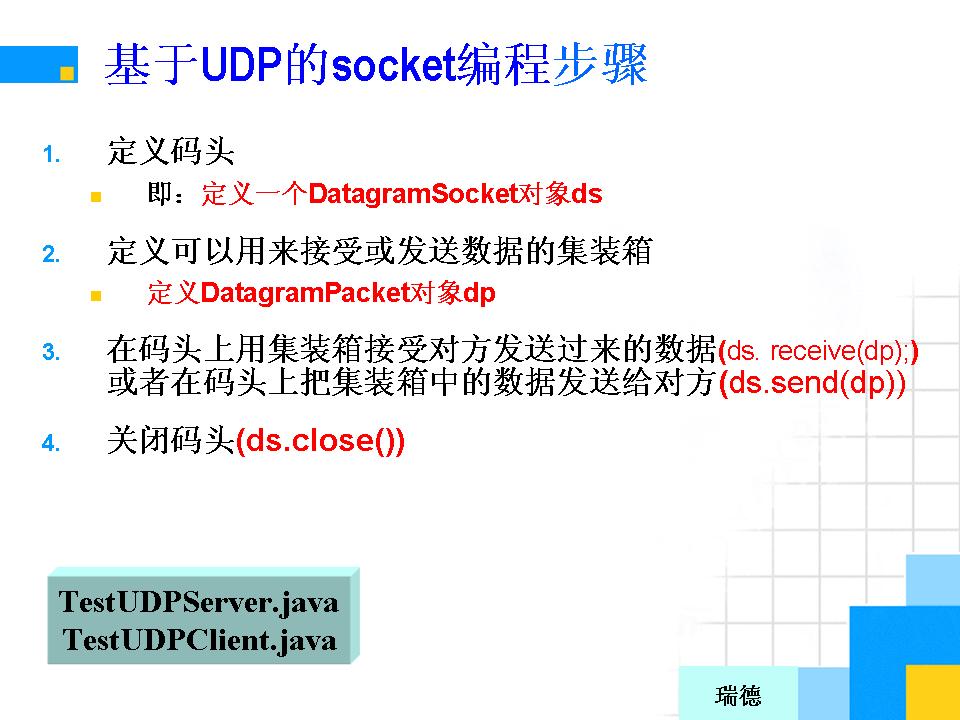 基于UDP的socket编程步骤
1. 定义码头
即：定义一个DatagramSocket对象ds
2. 定义可以用来接受或发送数据的集装箱
定义DatagramPacket对象dp
3. 在码头上用集装箱接受对方发送过来的数据(ds. receive(dp);)
或者在码头上把集装箱中的数据发送给对方(ds.send(dp))
4. 关闭码头(ds.close())
TestUDPServer.java
TestUDPClient.java
瑞德